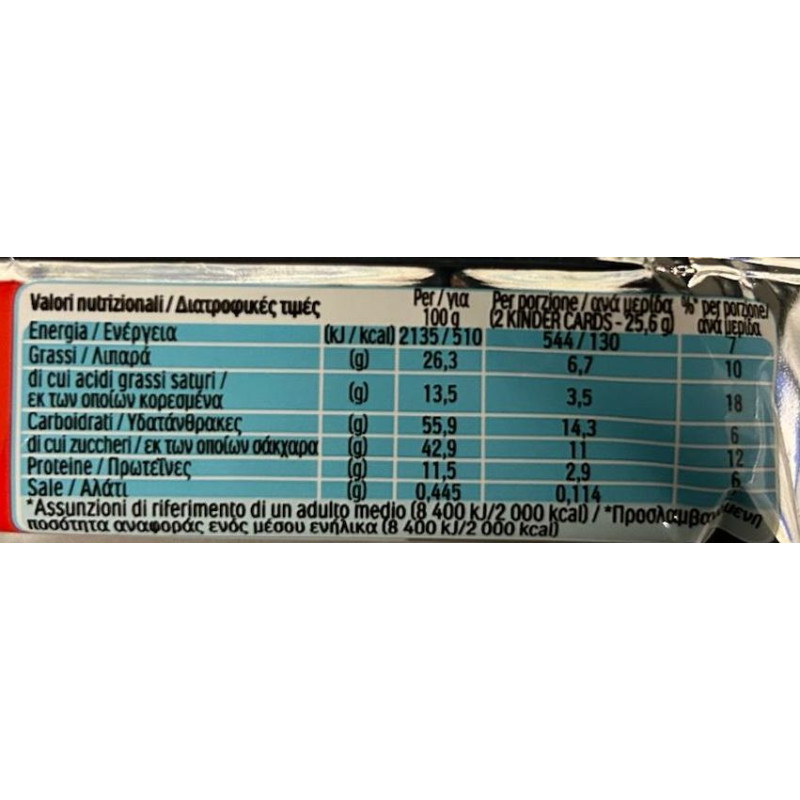 Valori nutrizionali / Διατροφικές τιμές Per / για 100 g Per porzione / ανά μερίδα (2 KINDER CARDS - 25,6 g) %* per porzione/ ανά μερίδα
Energia / Ενέργεια (kJ / kcal) 2135 / 510 544 / 130 7
Grassi / Λιπαρά (g) 26,3 6,7 10
di cui acidi grassi saturi /
εκ των οποίων κορεσμένα (g) 13,5 3,5 18
Carboidrati / Υδατάνθρακες (g) 55,9 14,3 6
di cui zuccheri / εκ των οποίων σάκχαρα (g) 42,9 11 12
Proteine / Πρωτεΐνες (g) 11,5 2,9 6
Sale / Αλάτι (g) 0,445 0,114
*Assunzioni di riferimento di un adulto medio (8 400 kJ/2 000 kcal) /
ποσότητα αναφοράς ενός μέσου ενήλικα (8 400 kJ/2 000 kcal)